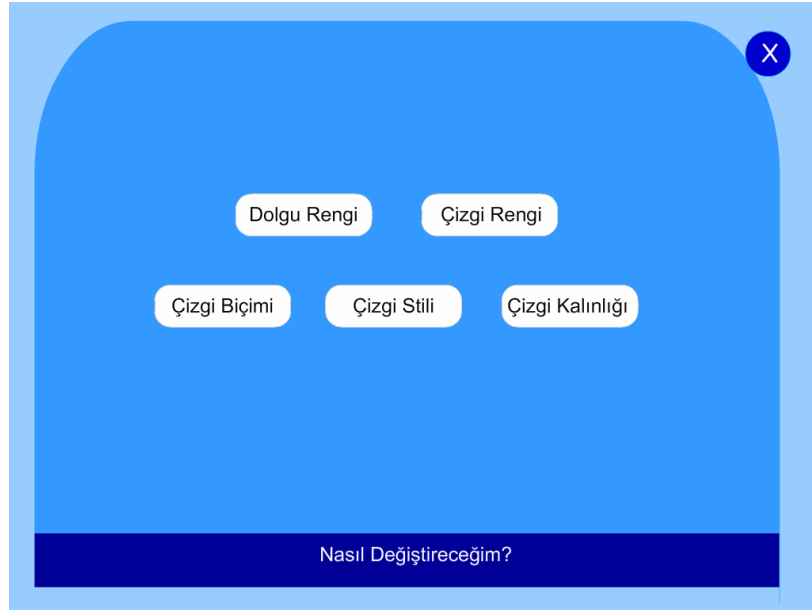 X
Dolgu Rengi
Çizgi Rengi
Çizgi Biçimi
Çizgi Stili
Çizgi Kalınlığı
Nasıl Değiştireceğim?